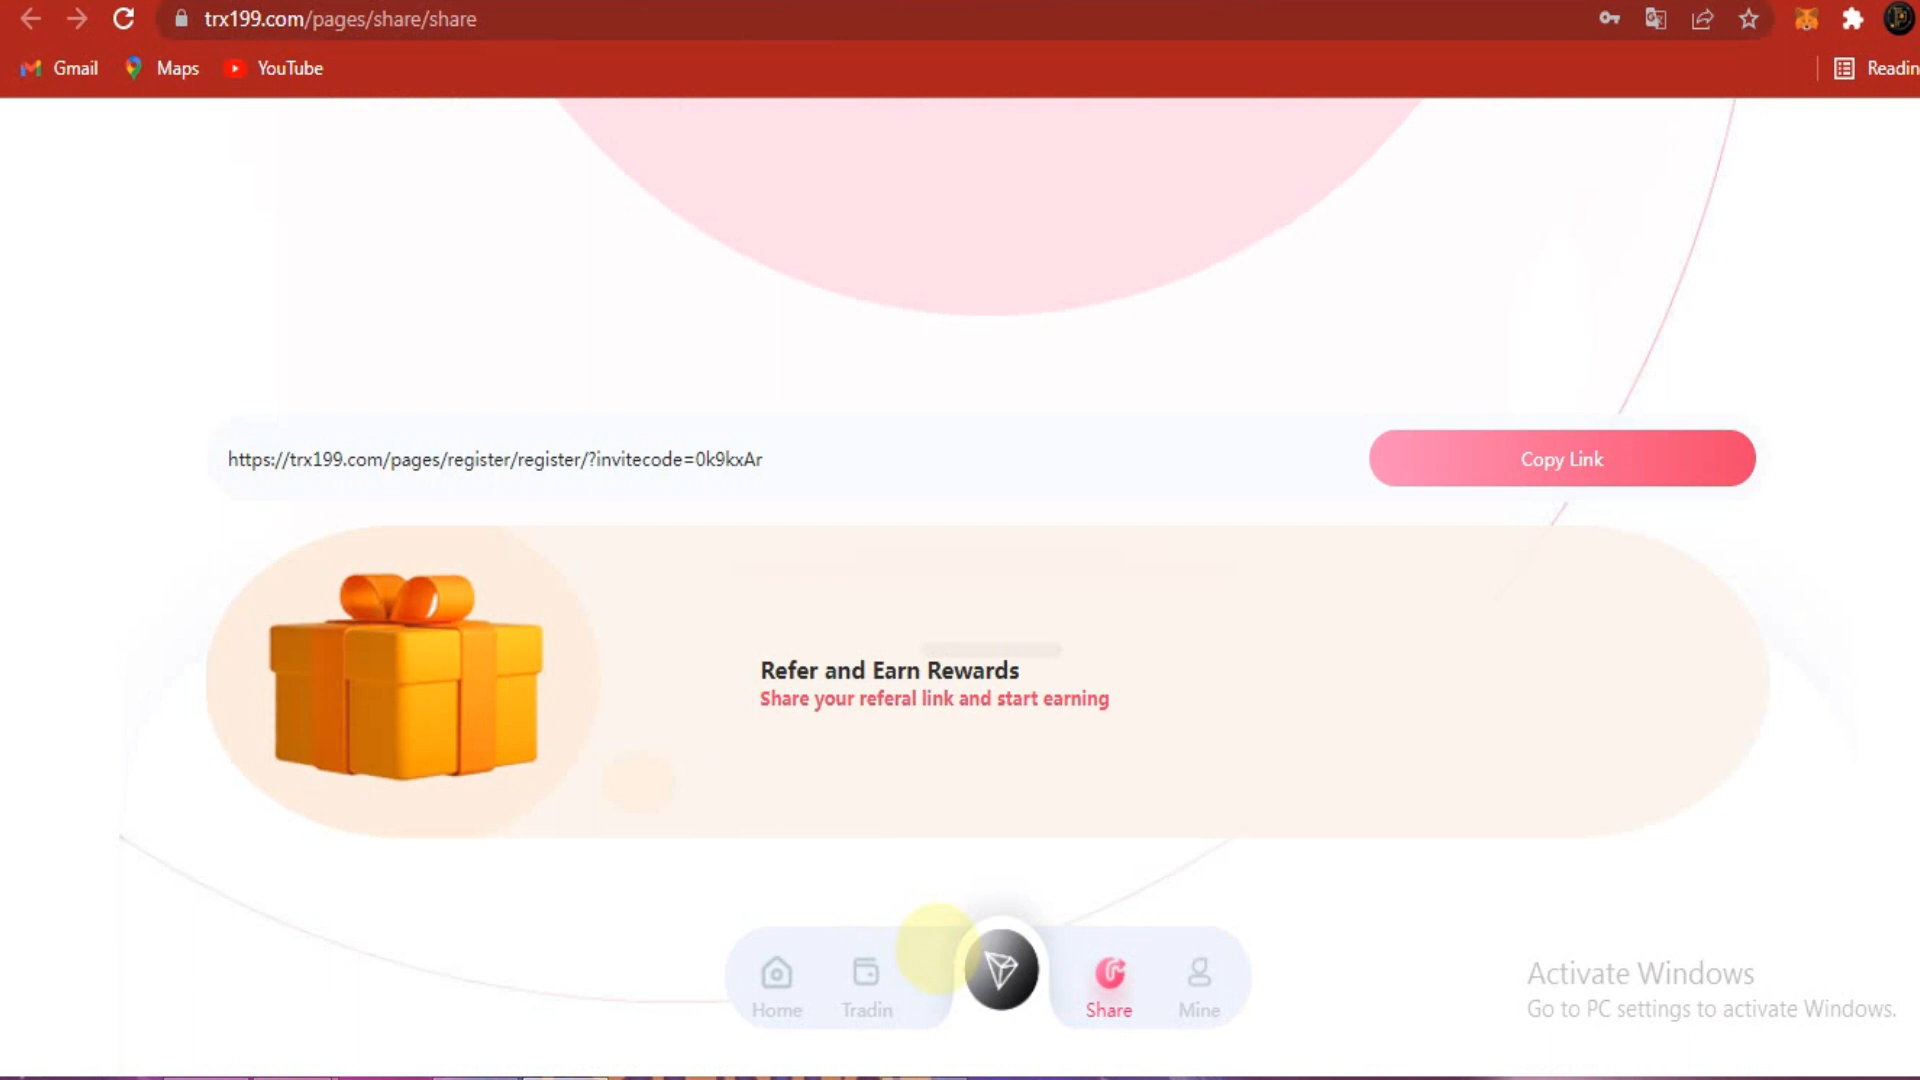 trx199.com/pages/share/share
Gmail
Maps
YouTube
Readin
https://trx199.com/pages/register/register/?invitecode=0k9kxAr
Copy Link
Refer and Earn Rewards
Share your referal link and start earning
Home
Tradin
Share
Mine
Activate Windows
Go to PC settings to activate Windows.